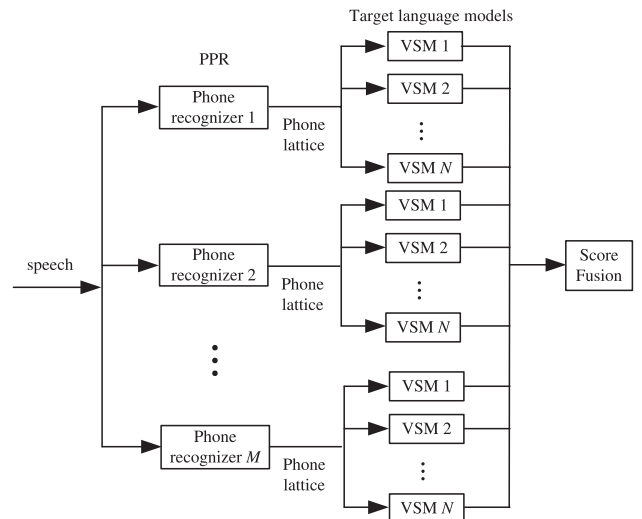 Target language models
PPR
Phone
recognizer 1
Phone
lattice
VSM 1
VSM 2
VSM N
speech
Phone
recognizer 2
Phone
lattice
VSM 1
VSM 2
VSM N
Score
Fusion
Phone
recognizer M
Phone
lattice
VSM 1
VSM 2
VSM N